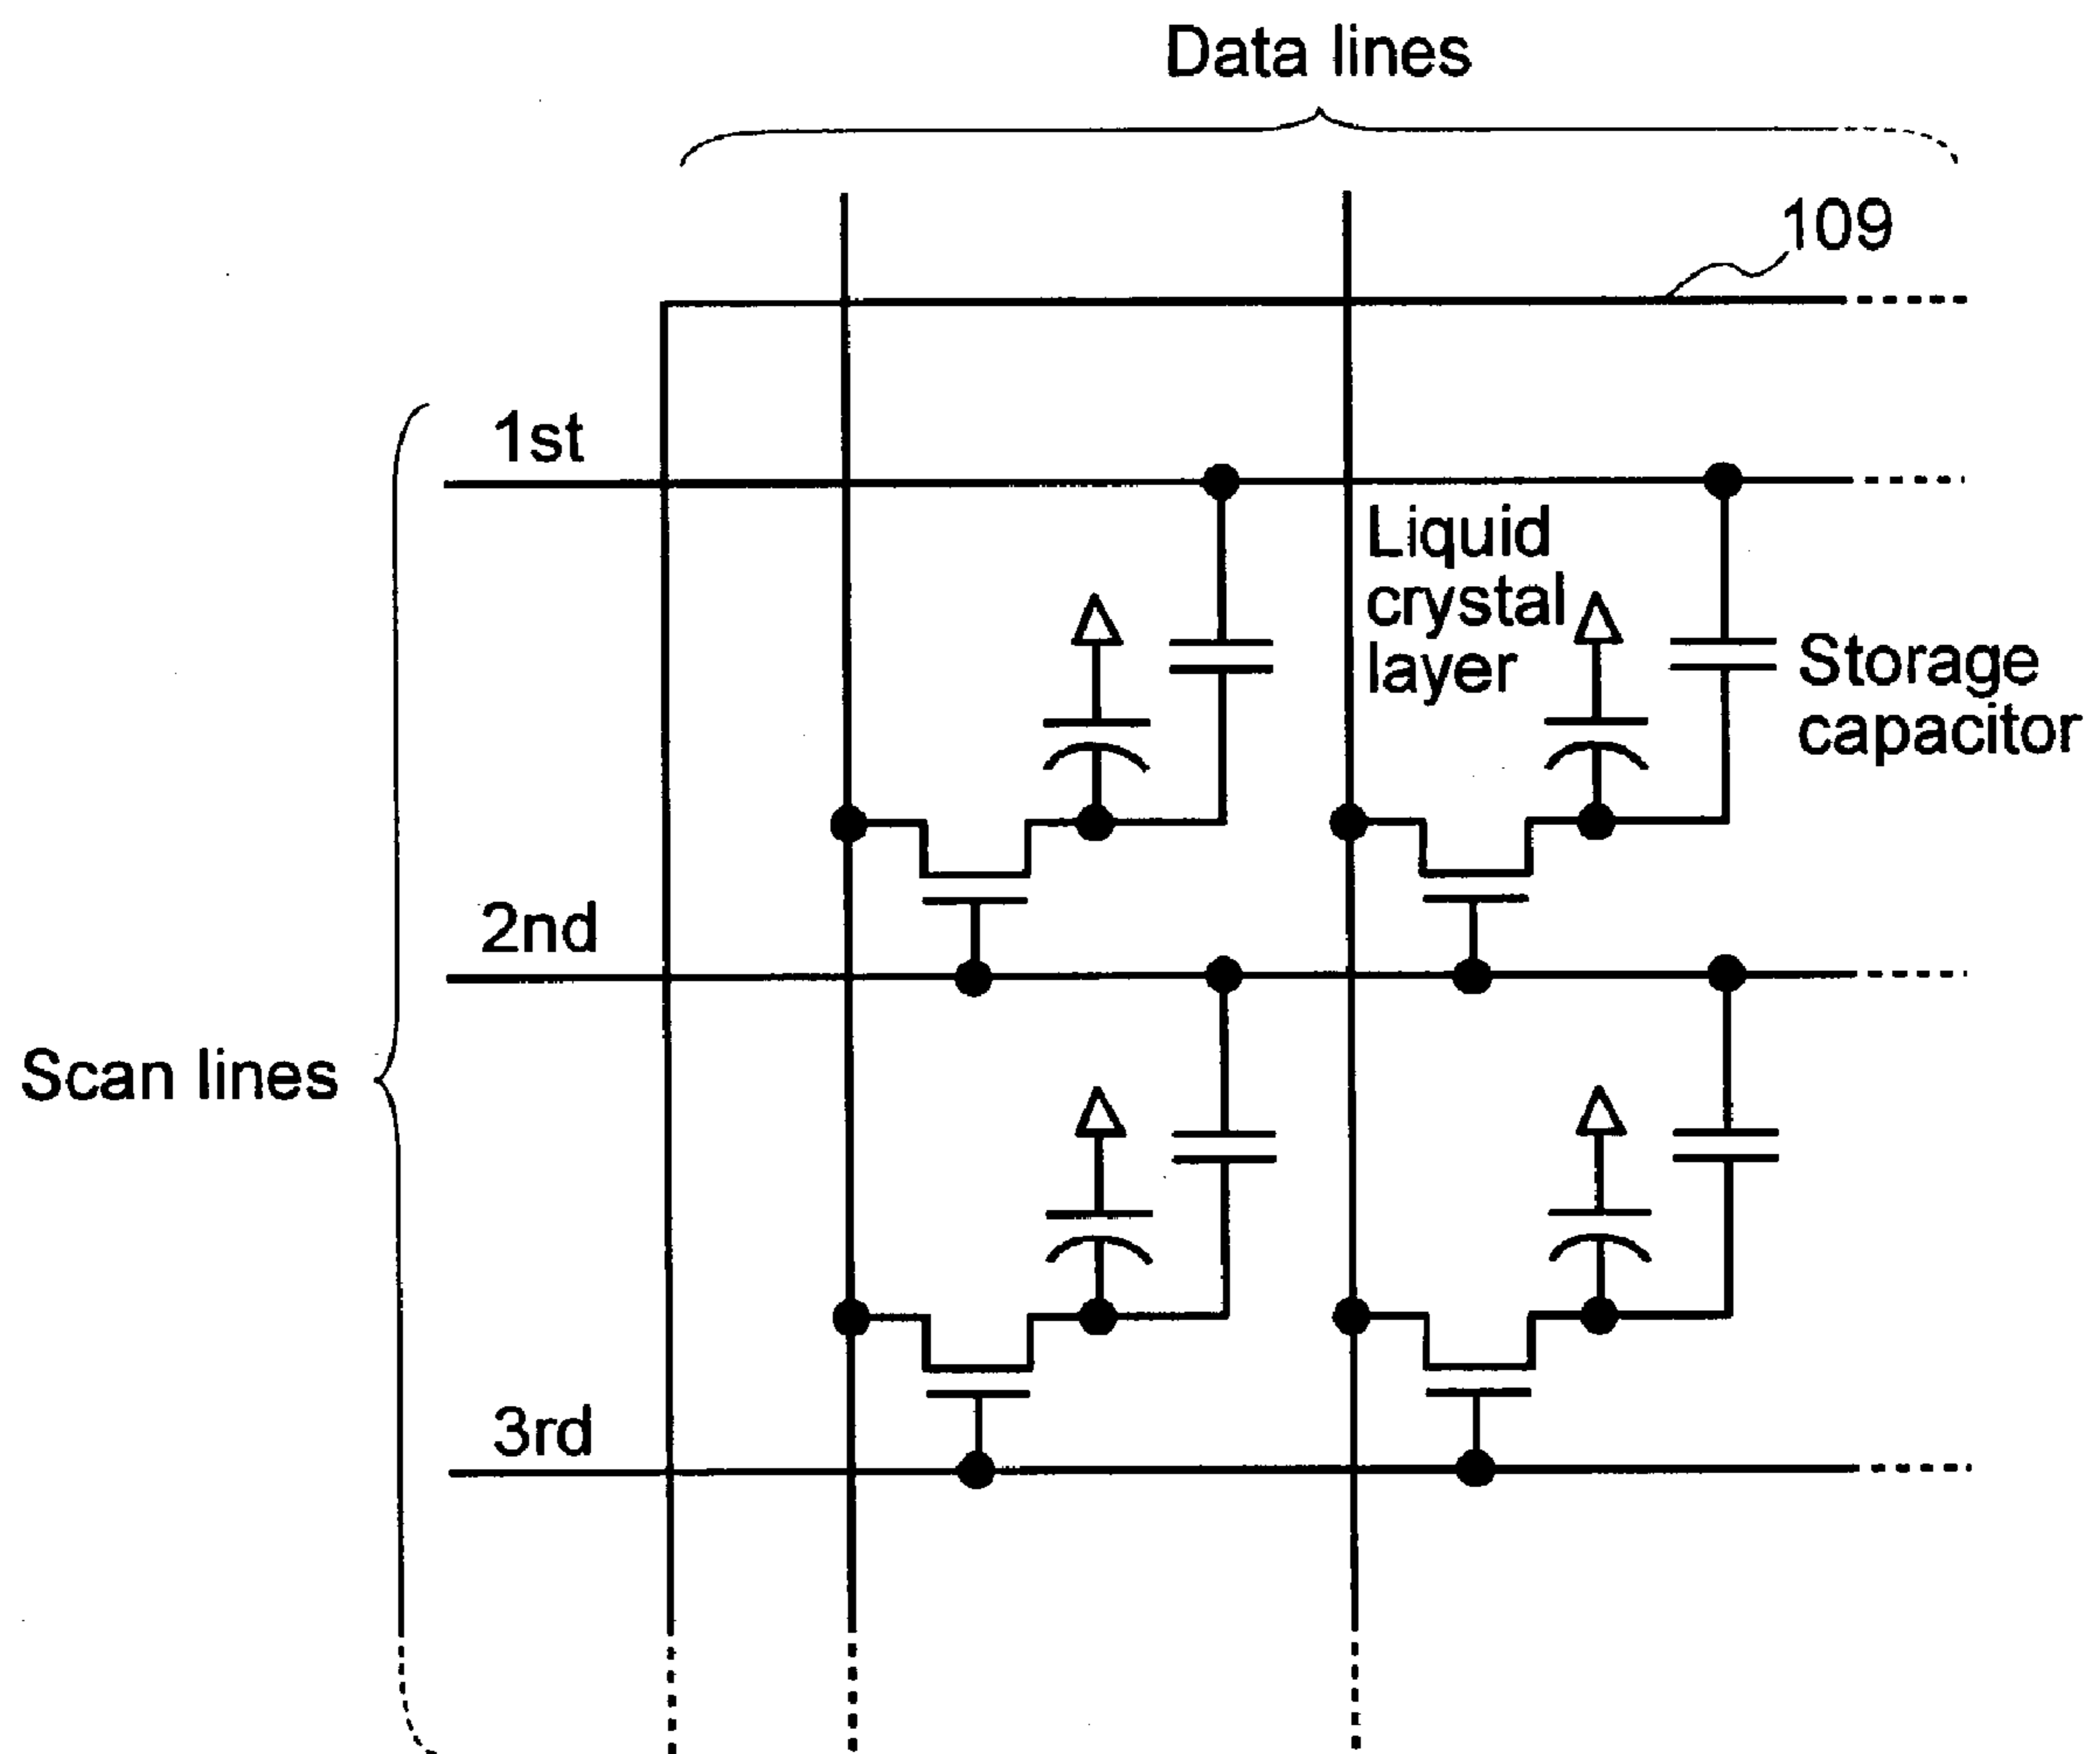 Data lines
109
1st
Liquid
crystal
layer
Storage
capacitor
2nd
Scan lines
3rd